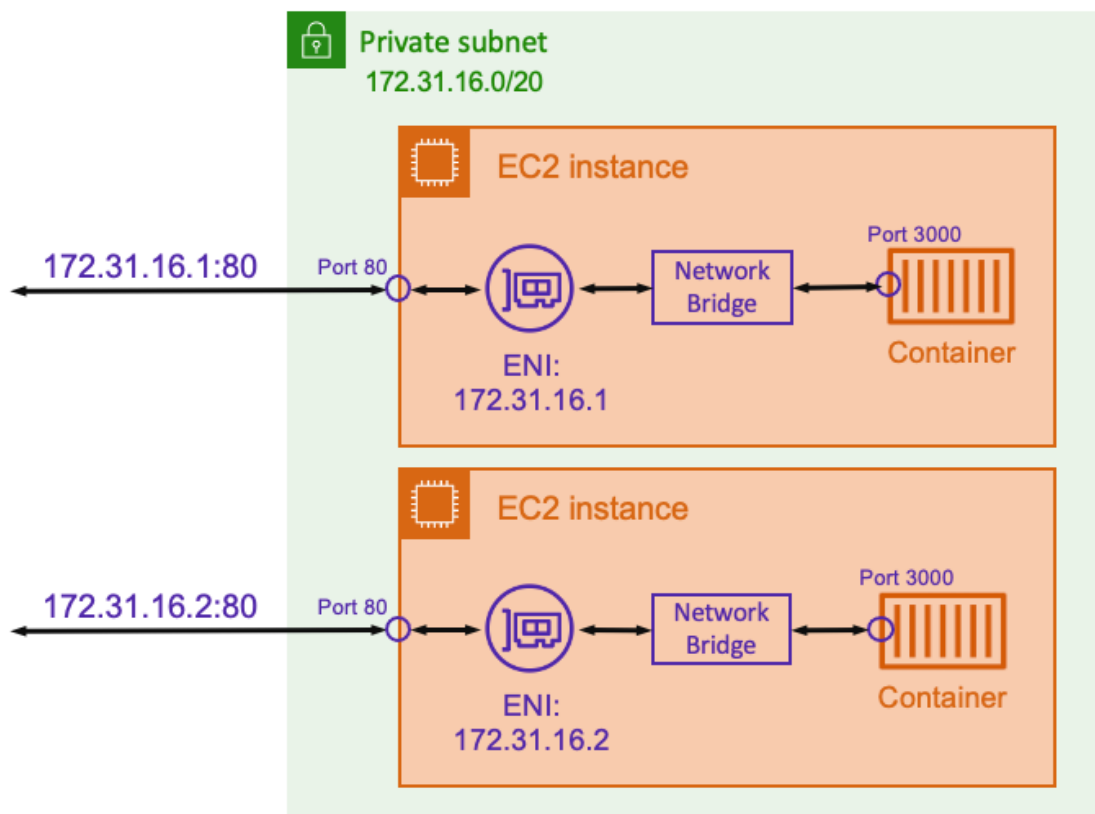 Private subnet
172.31.16.0/20
EC2 instance
172.31.16.1:80
Port 80
Network
Bridge
Port 3000
Container
ENI:
172.31.16.1
EC2 instance
172.31.16.2:80
Port 80
Network
Bridge
Port 3000
Container
ENI:
172.31.16.2